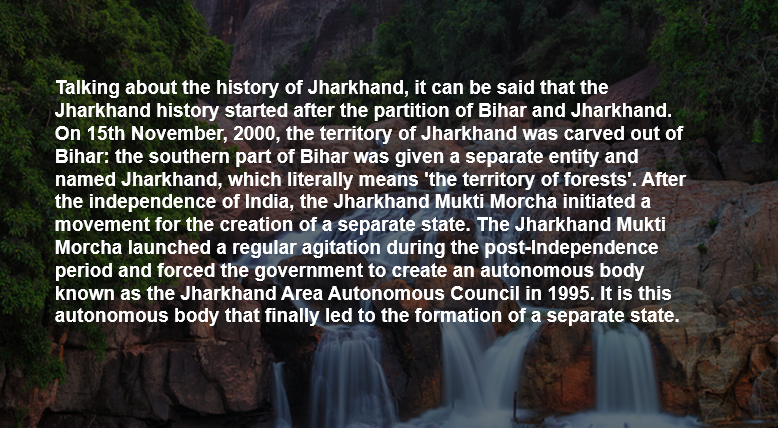 Talking about the history of Jharkhand, it can be said that the
Jharkhand history started after the partition of Bihar and Jharkhand.
On 15th November, 2000, the territory of Jharkhand was carved out of
Bihar: the southern part of Bihar was given a separate entity and
named Jharkhand, which literally means 'the territory of forests'. After
the independence of India, the Jharkhand Mukti Morcha initiated a
movement for the creation of a separate state. The Jharkhand Mukti
Morcha launched a regular agitation during the post-Independence
period and forced the government to create an autonomous body
known as the Jharkhand Area Autonomous Council in 1995. It is this
autonomous body that finally led to the formation of a separate state.